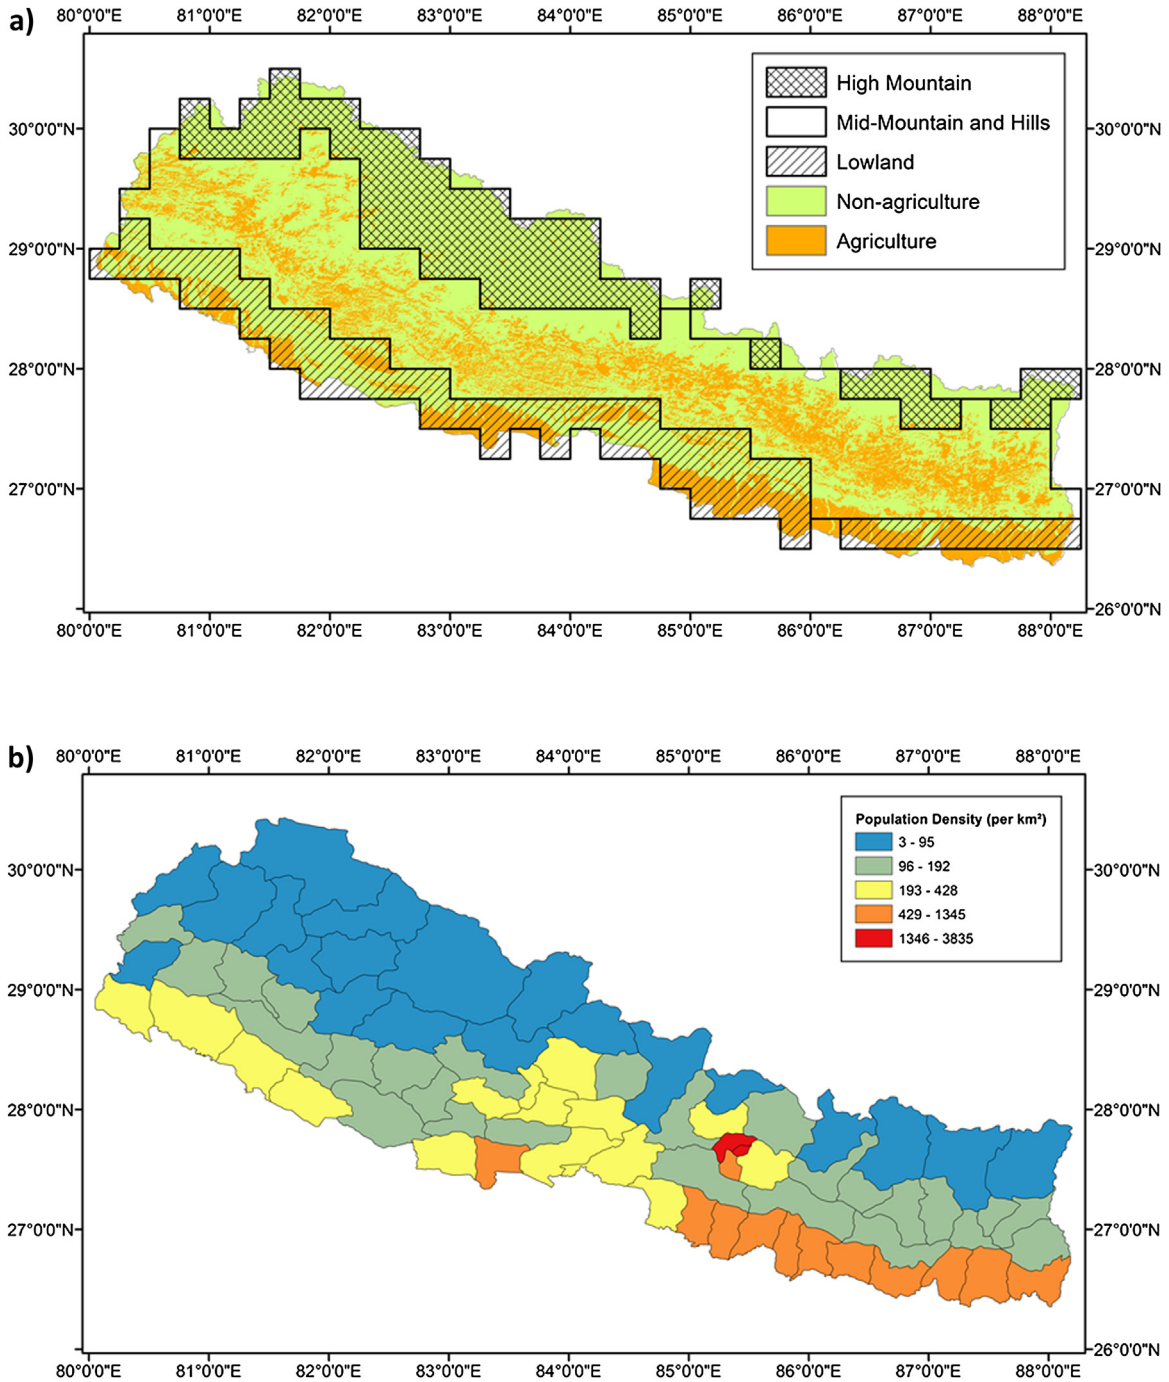 a)
80°0'0"E 81°0'0"E 82°0'0"E 83°0'0"E 84°0'0"E 85°0'0"E 86°0'0"E 87°0'0"E 88°0'0"E
High Mountain
Mid-Mountain and Hills
Lowland
Non-agriculture
Agriculture
30°0'0"N 30°0'0"N
29°0'0"N 29°0'0"N
28°0'0"N 28°0'0"N
27°0'0"N 27°0'0"N
26°0'0"N
80°0'0"E 81°0'0"E 82°0'0"E 83°0'0"E 84°0'0"E 85°0'0"E 86°0'0"E 87°0'0"E 88°0'0"E
b)
80°0'0"E 81°0'0"E 82°0'0"E 83°0'0"E 84°0'0"E 85°0'0"E 86°0'0"E 87°0'0"E 88°0'0"E
Population Density (per km²)
3 - 95
96 - 192
193 - 428
429 - 1345
1346 - 3835
30°0'0"N 30°0'0"N
29°0'0"N 29°0'0"N
28°0'0"N 28°0'0"N
27°0'0"N 27°0'0"N
26°0'0"N
80°0'0"E 81°0'0"E 82°0'0"E 83°0'0"E 84°0'0"E 85°0'0"E 86°0'0"E 87°0'0"E 88°0'0"E